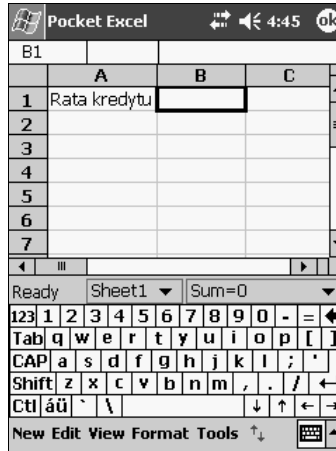 Pocket Excel 4:45 ok
B1
A B C
1 Rata kredytu
2
3
4
5
6
7
Ready Sheet1 Sum=0
123 1 2 3 4 5 6 7 8 9 0 - =
Tab q w e r t y u i o p [ ]
CAP a s d f g h j k l ; '
Shift z x c v b n m , . /
Ctl áü ` \
New Edit View Format Tools